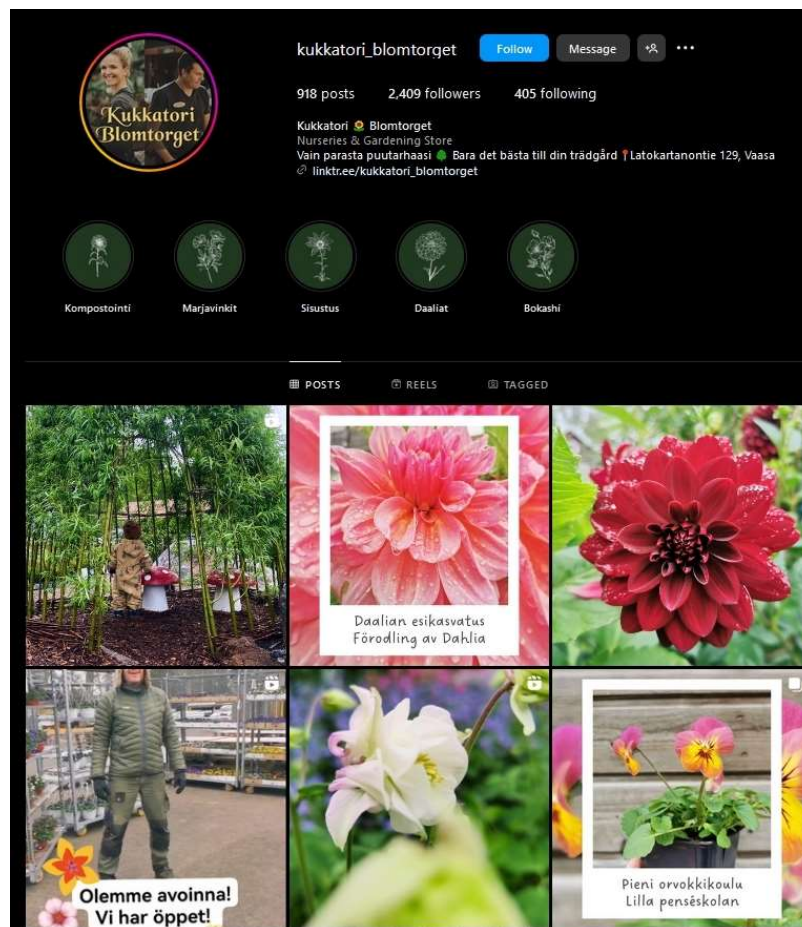 kukkatori_blomtorget Follow Message
918 posts 2,409 followers 405 following
Kukkatori Blomtorget
Kukkatori Blomtorget
Nurseries & Gardening Store
Vain parasta puutarhaasi Bara det bästa till din trädgård Latokartanontie 129, Vaasa
linktr.ee/kukkatori_blomtorget
Kompostointi Marjavinkit Sisustus Daaliat Bokashi
POSTS REELS TAGGED
Daalian esikasvatus
Förodling av Dahlia
Olemme avoinna!
Vi har öppet!
Pieni orvokkikoulu
Lilla penséskolan